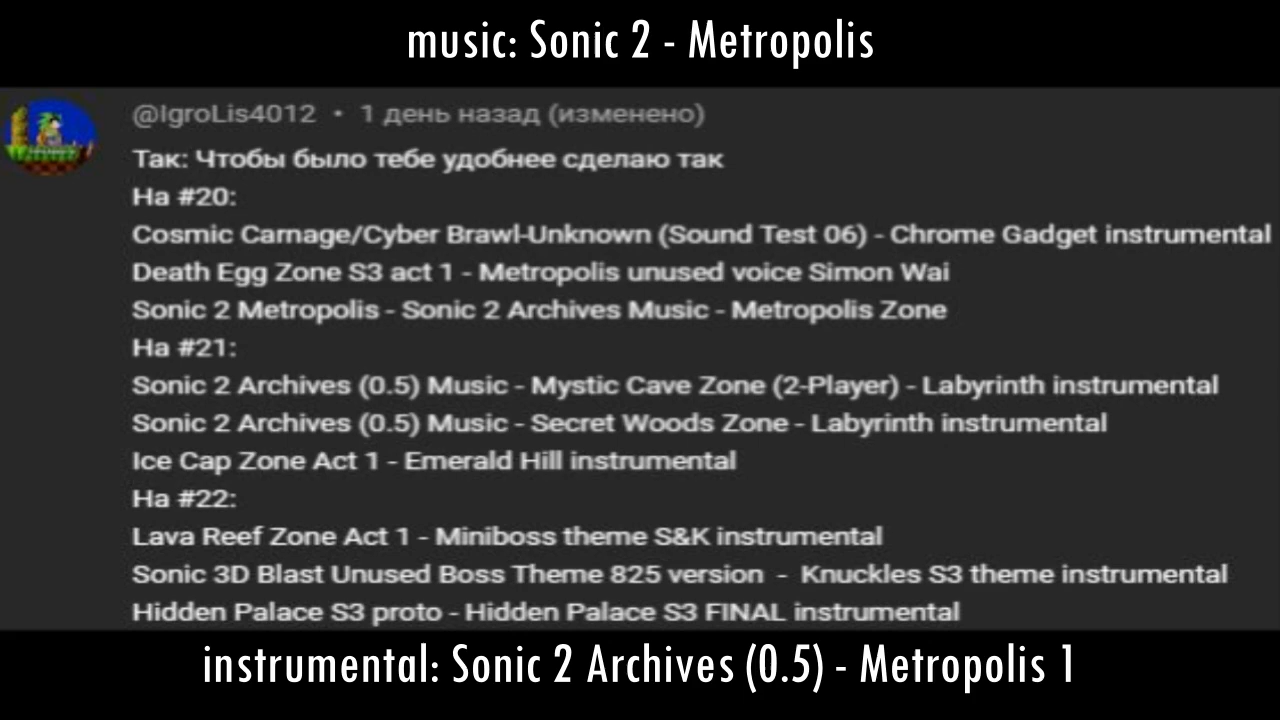 music: Sonic 2 - Metropolis
@IgroLis4012 • 1 день назад (изменено)
Так: Чтобы было тебе удобнее сделаю так
На #20:
Cosmic Carnage/Cyber Brawl-Unknown (Sound Test 06) - Chrome Gadget instrumental
Death Egg Zone S3 act 1 - Metropolis unused voice Simon Wai
Sonic 2 Metropolis - Sonic 2 Archives Music - Metropolis Zone
На #21:
Sonic 2 Archives (0.5) Music - Mystic Cave Zone (2-Player) - Labyrinth instrumental
Sonic 2 Archives (0.5) Music - Secret Woods Zone - Labyrinth instrumental
Ice Cap Zone Act 1 - Emerald Hill instrumental
На #22:
Lava Reef Zone Act 1 - Miniboss theme S&K instrumental
Sonic 3D Blast Unused Boss Theme 825 version - Knuckles S3 theme instrumental
Hidden Palace S3 proto - Hidden Palace S3 FINAL instrumental
instrumental: Sonic 2 Archives (0.5) - Metropolis 1